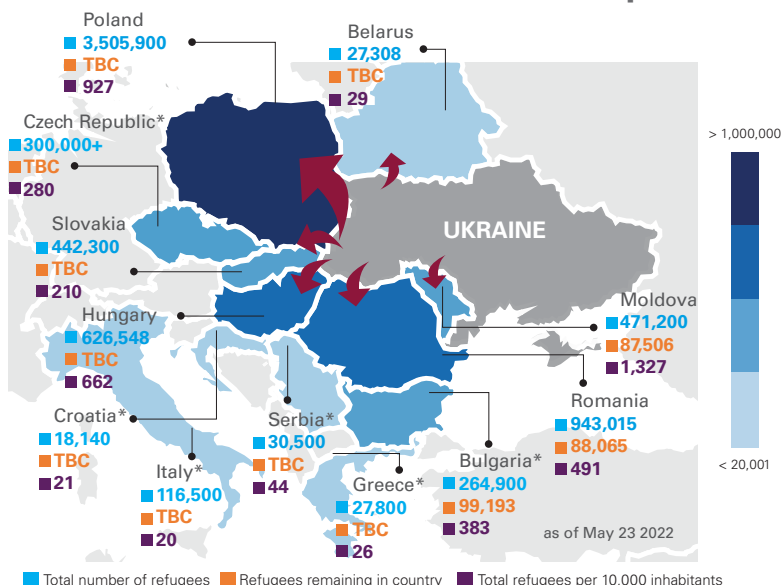 Poland
3,505,900
TBC
927
Belarus
27,308
TBC
29
Czech Republic*
300,000+
TBC
280
Slovakia
442,300
TBC
210
Hungary
626,548
TBC
662
Croatia*
18,140
TBC
21
Italy*
116,500
TBC
20
Serbia*
30,500
TBC
44
Greece*
27,800
TBC
26
Bulgaria*
264,900
99,193
383
Romania
943,015
88,065
491
Moldova
471,200
87,506
1,327
UKRAINE
> 1,000,000
< 20,001
as of May 23 2022
Total number of refugees
Refugees remaining in country
Total refugees per 10.000 inhabitants